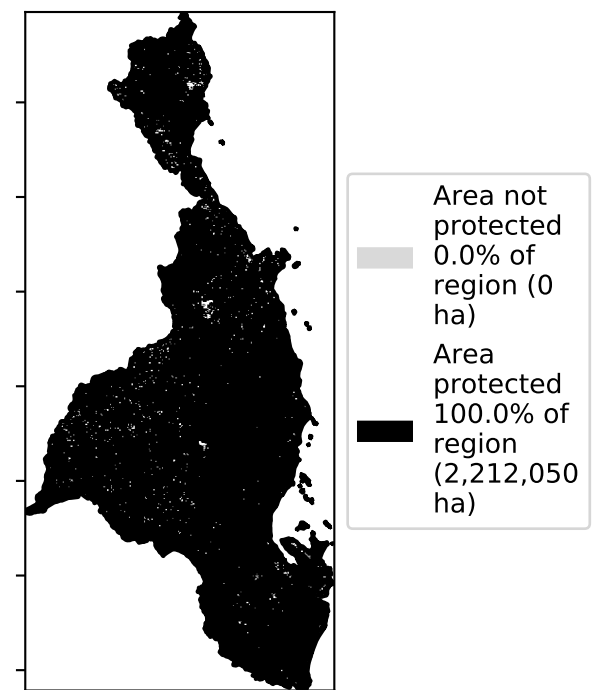 Area not
protected
0.0% of
region (0
ha)
Area
protected
100.0% of
region
(2,212,050
ha)